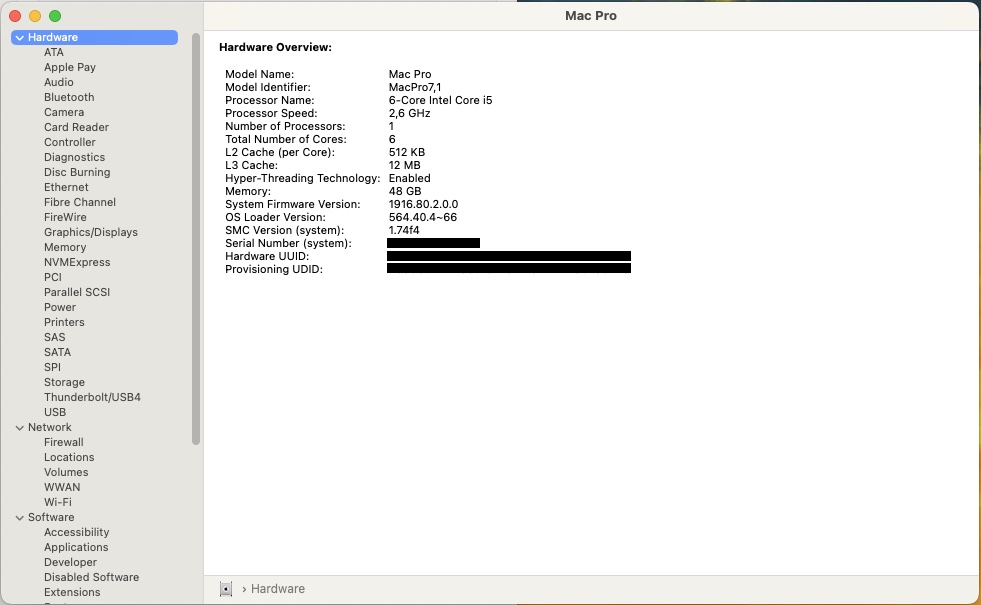 Mac Pro
Hardware
ATA
Apple Pay
Audio
Bluetooth
Camera
Card Reader
Controller
Diagnostics
Disc Burning
Ethernet
Fibre Channel
FireWire
Graphics/Displays
Memory
NVMExpress
PCI
Parallel SCSI
Power
Printers
SAS
SATA
SPI
Storage
Thunderbolt/USB4
USB
Network
Firewall
Locations
Volumes
WWAN
Wi-Fi
Software
Accessibility
Applications
Developer
Disabled Software
Extensions
Hardware Overview:
Model Name: Mac Pro
Model Identifier: MacPro7,1
Processor Name: 6-Core Intel Core i5
Processor Speed: 2,6 GHz
Number of Processors: 1
Total Number of Cores: 6
L2 Cache (per Core): 512 KB
L3 Cache: 12 MB
Hyper-Threading Technology: Enabled
Memory: 48 GB
System Firmware Version: 1916.80.2.0.0
OS Loader Version: 564.40.4~66
SMC Version (system): 1.74f4
Serial Number (system):
Hardware UUID:
Provisioning UDID:
› Hardware